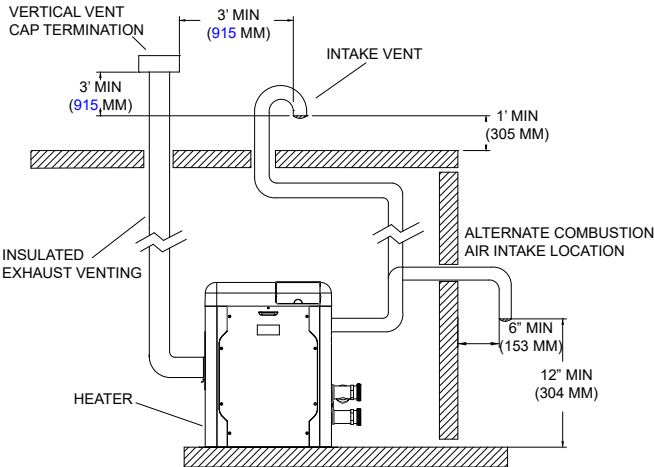 VERTICAL VENT
CAP TERMINATION
3’ MIN
(915 MM)
INTAKE VENT
3’ MIN
(915 MM)
1’ MIN
(305 MM)
INSULATED
EXHAUST VENTING
ALTERNATE COMBUSTION
AIR INTAKE LOCATION
6” MIN
(153 MM)
12” MIN
(304 MM)
HEATER